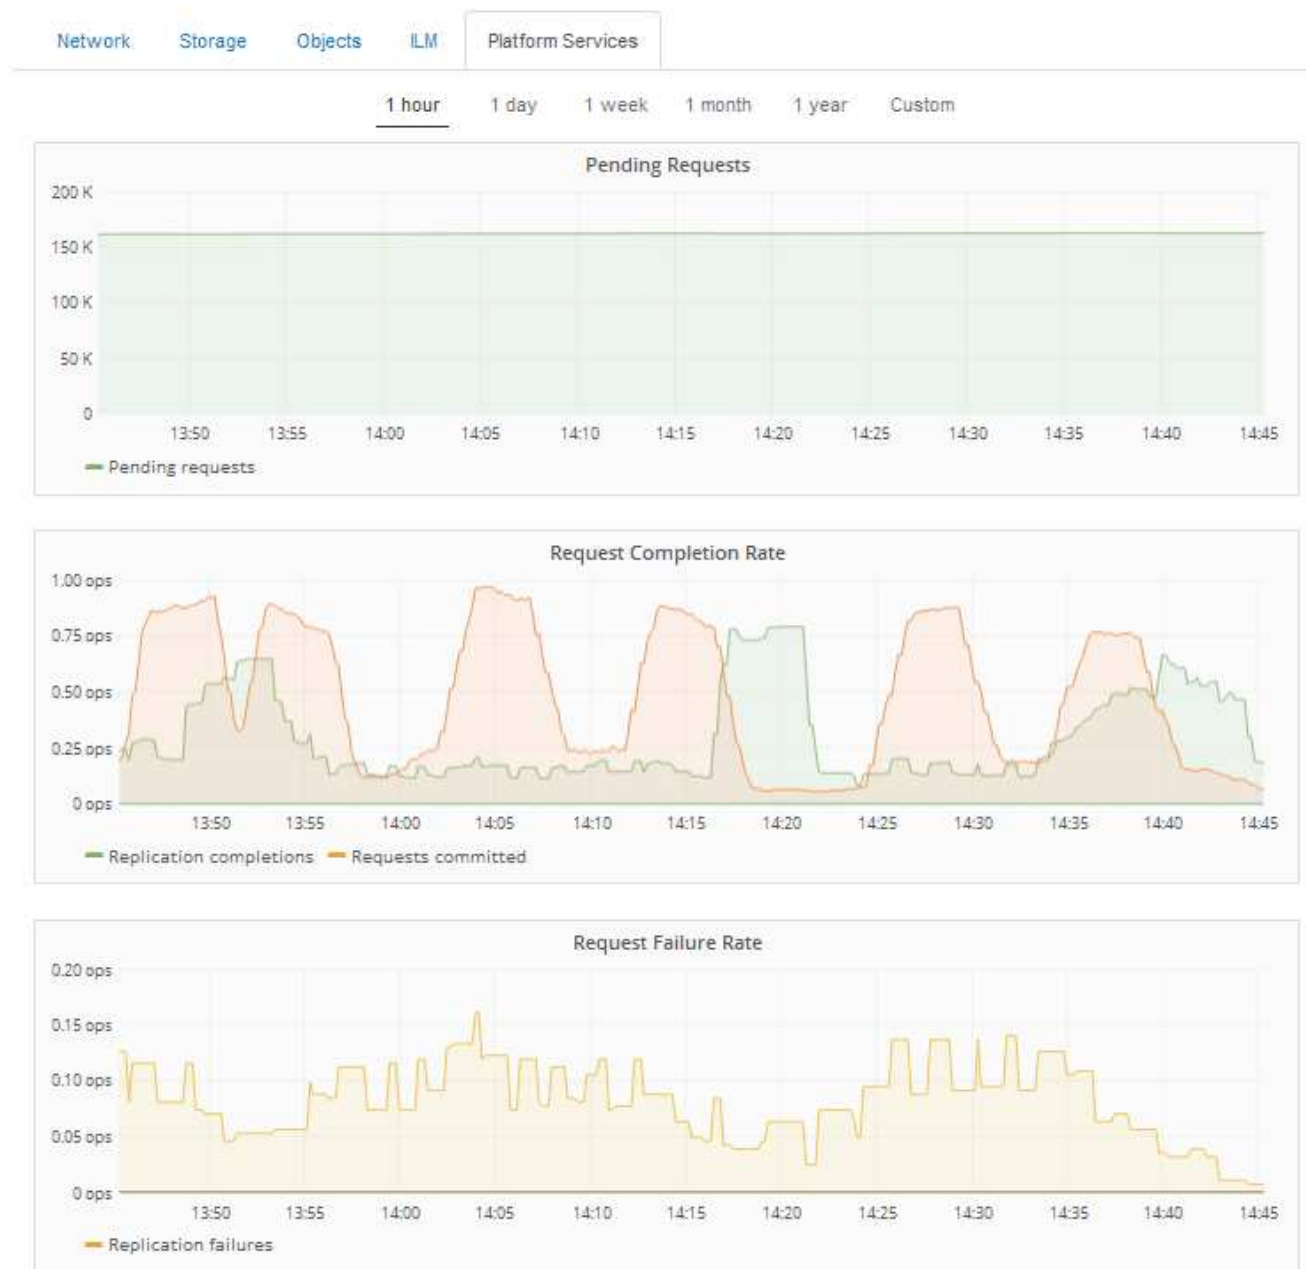 Network Storage Objects ILM Platform Services
1 hour 1 day 1 week 1 month 1 year Custom
Pending Requests
200 K
150 K
100 K
50 K
0
13:50 13:55 14:00 14:05 14:10 14:15 14:20 14:25 14:30 14:35 14:40 14:45
Pending requests
Request Completion Rate
1.00 ops
0.75 ops
0.50 ops
0.25 ops
0 ops
13:50 13:55 14:00 14:05 14:10 14:15 14:20 14:25 14:30 14:35 14:40 14:45
Replication completions Requests committed
Request Failure Rate
0.20 ops
0.15 ops
0.10 ops
0.05 ops
0 ops
13:50 13:55 14:00 14:05 14:10 14:15 14:20 14:25 14:30 14:35 14:40 14:45
Replication failures